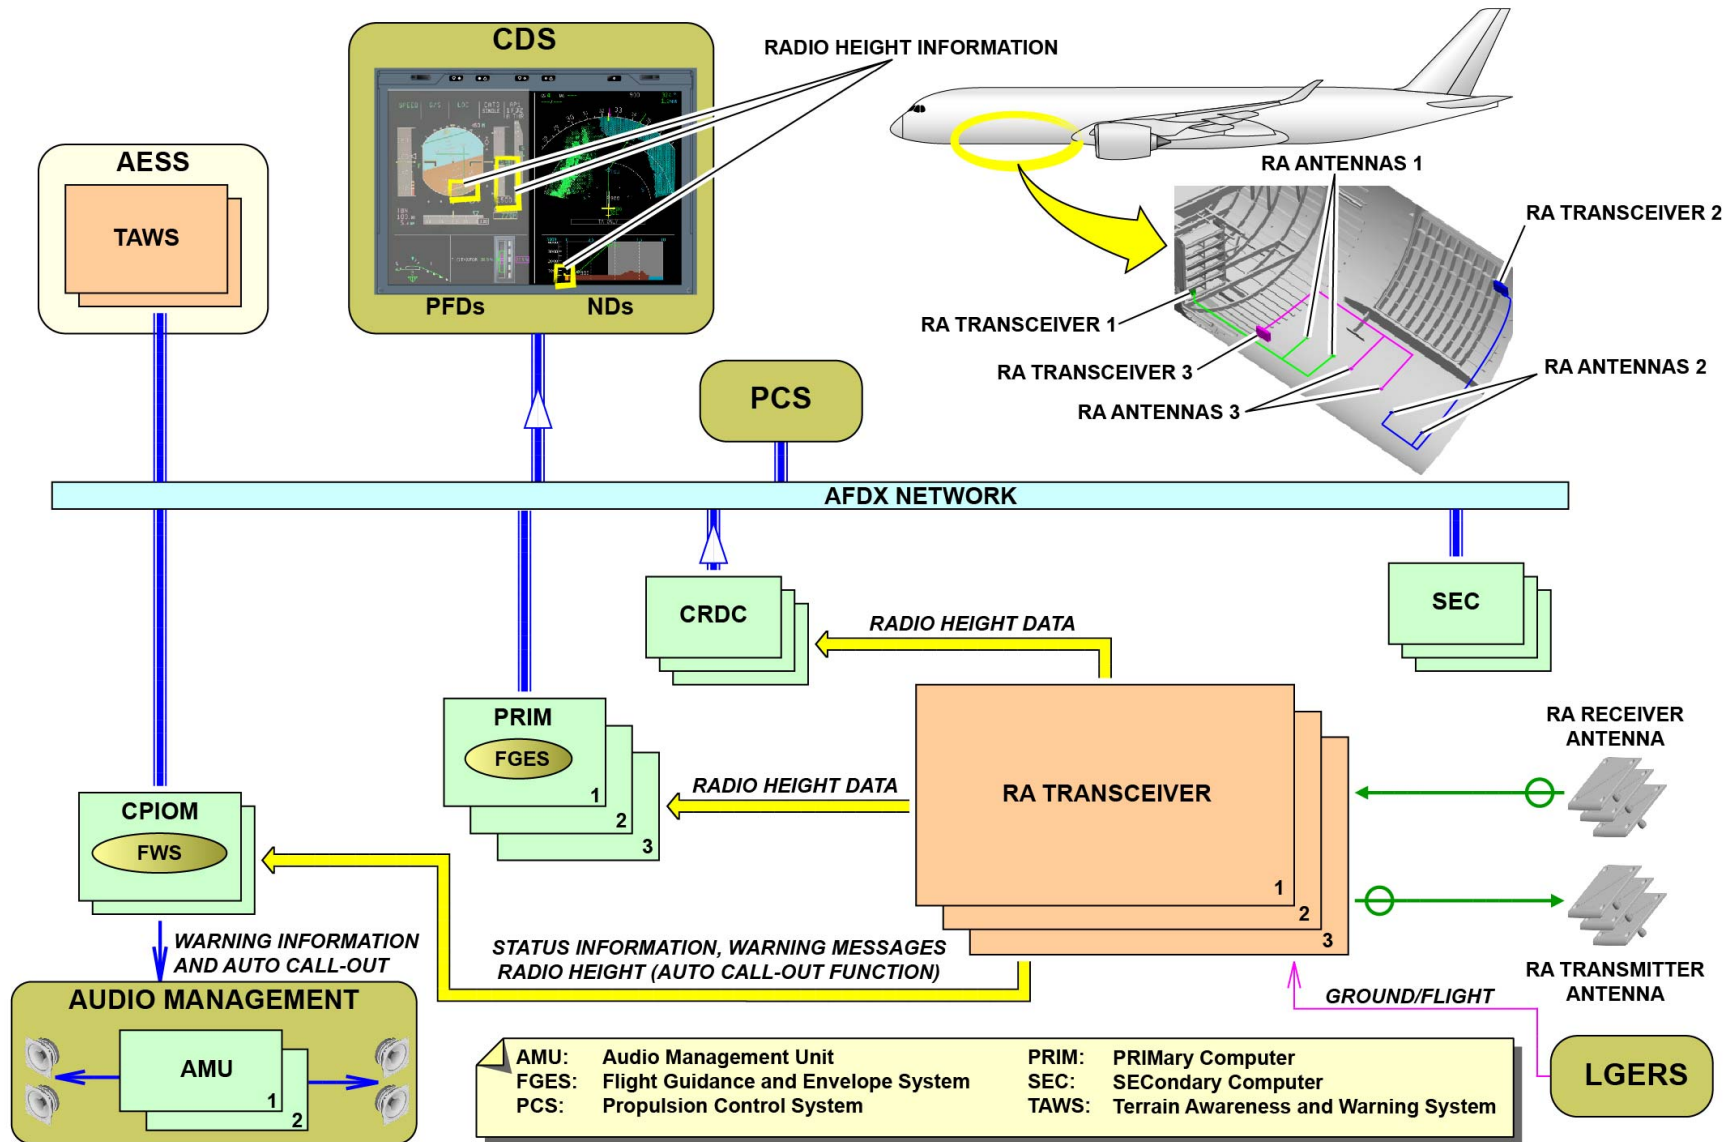 CDS
RADIO HEIGHT INFORMATION
PFDs
NDs
AESS
TAWS
RA ANTENNAS 1
RA TRANSCEIVER 2
RA TRANSCEIVER 1
RA TRANSCEIVER 3
RA ANTENNAS 2
RA ANTENNAS 3
PCS
AFDX NETWORK
CRDC
RADIO HEIGHT DATA
SEC
PRIM
FGES
1
2
3
RADIO HEIGHT DATA
RA TRANSCEIVER
1
2
3
RA RECEIVER
ANTENNA
CPIOM
FWS
WARNING INFORMATION
AND AUTO CALL-OUT
STATUS INFORMATION, WARNING MESSAGES
RADIO HEIGHT (AUTO CALL-OUT FUNCTION)
RA TRANSMITTER
ANTENNA
GROUND/FLIGHT
LGERS
AUDIO MANAGEMENT
AMU
1
2
AMU: Audio Management Unit
FGES: Flight Guidance and Envelope System
PCS: Propulsion Control System
PRIM: PRIMary Computer
SEC: SECondary Computer
TAWS: Terrain Awareness and Warning System